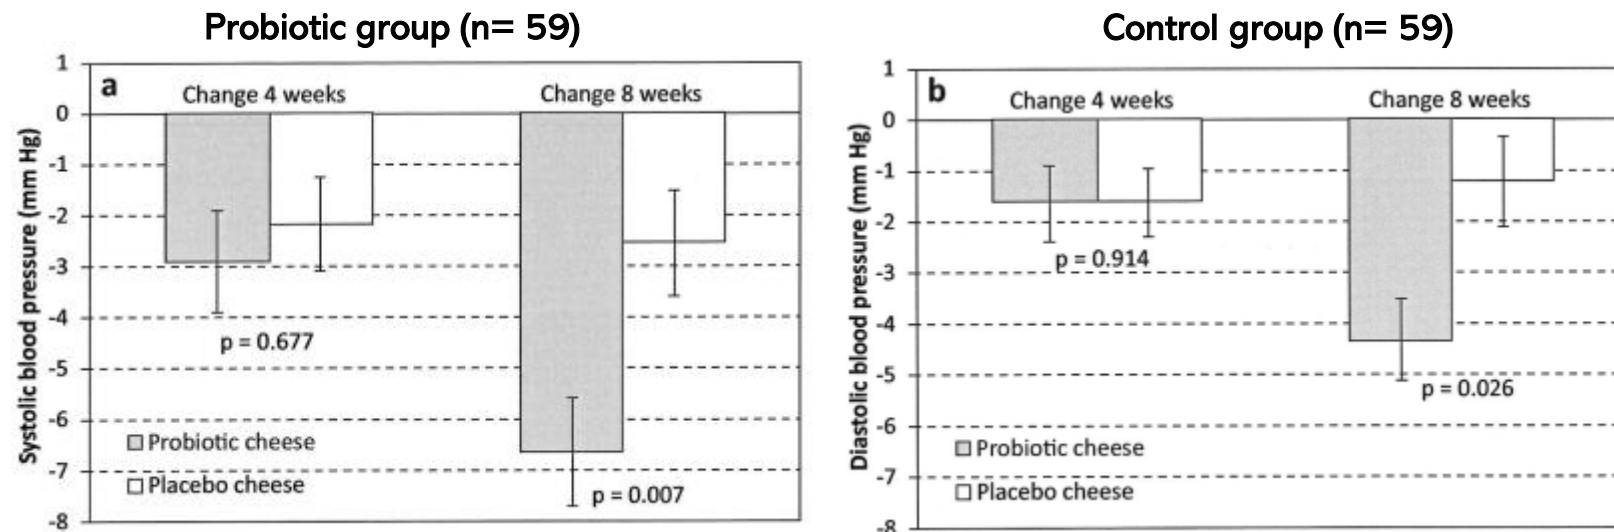 Probiotic group (n= 59)
Systolic blood pressure (mm Hg)
1
0
-1
-2
-3
-4
-5
-6
-7
-8
a
Change 4 weeks
Change 8 weeks
p = 0.677
p = 0.007
Probiotic cheese
Placebo cheese
Control group (n= 59)
Diastolic blood pressure (mm Hg)
1
0
-1
-2
-3
-4
-5
-6
-7
-8
b
Change 4 weeks
Change 8 weeks
p = 0.914
p = 0.026
Probiotic cheese
Placebo cheese